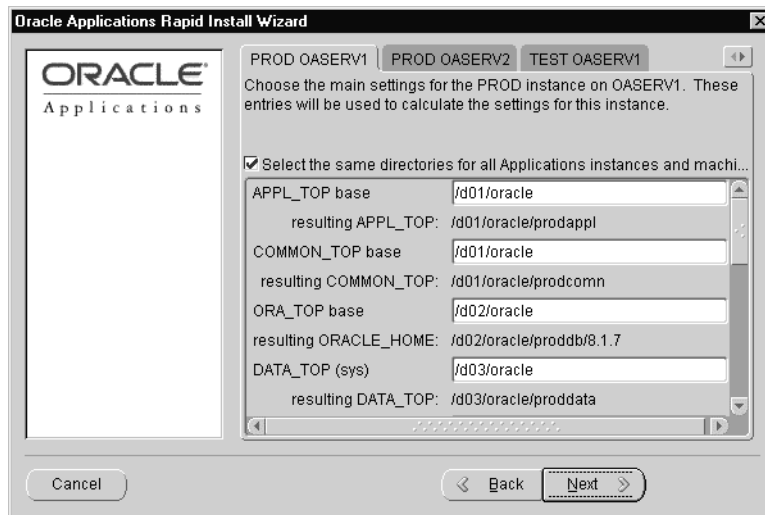 Oracle Applications Rapid Install Wizard
ORACLE
Applications
PROD OASERV1 PROD OASERV2 TEST OASERV1
Choose the main settings for the PROD instance on OASERV1. These
entries will be used to calculate the settings for this instance.
Select the same directories for all Applications instances and machi...
APPL_TOP base /d01/oracle
resulting APPL_TOP: /d01/oracle/prodappl
COMMON_TOP base /d01/oracle
resulting COMMON_TOP: /d01/oracle/prodcomn
ORA_TOP base /d02/oracle
resulting ORACLE_HOME: /d02/oracle/proddb/8.1.7
DATA_TOP (sys) /d03/oracle
resulting DATA_TOP: /d03/oracle/proddata
Cancel Back Next